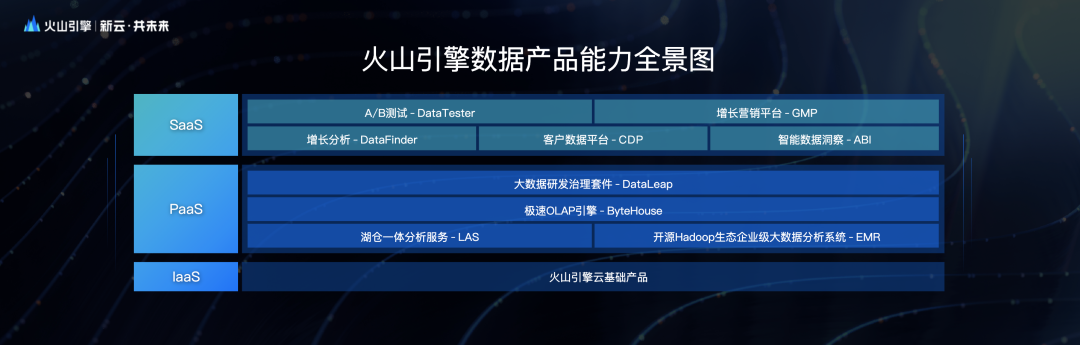 火山引擎 | 新云·共未来
火山引擎数据产品能力全景图
SaaS
A/B测试 - DataTester
增长营销平台 - GMP
增长分析 - DataFinder
客户数据平台 - CDP
智能数据洞察 - ABI
PaaS
大数据研发治理套件 - DataLeap
极速OLAP引擎 - ByteHouse
湖仓一体分析服务 - LAS
开源Hadoop生态企业级大数据分析系统 - EMR
IaaS
火山引擎云基础产品